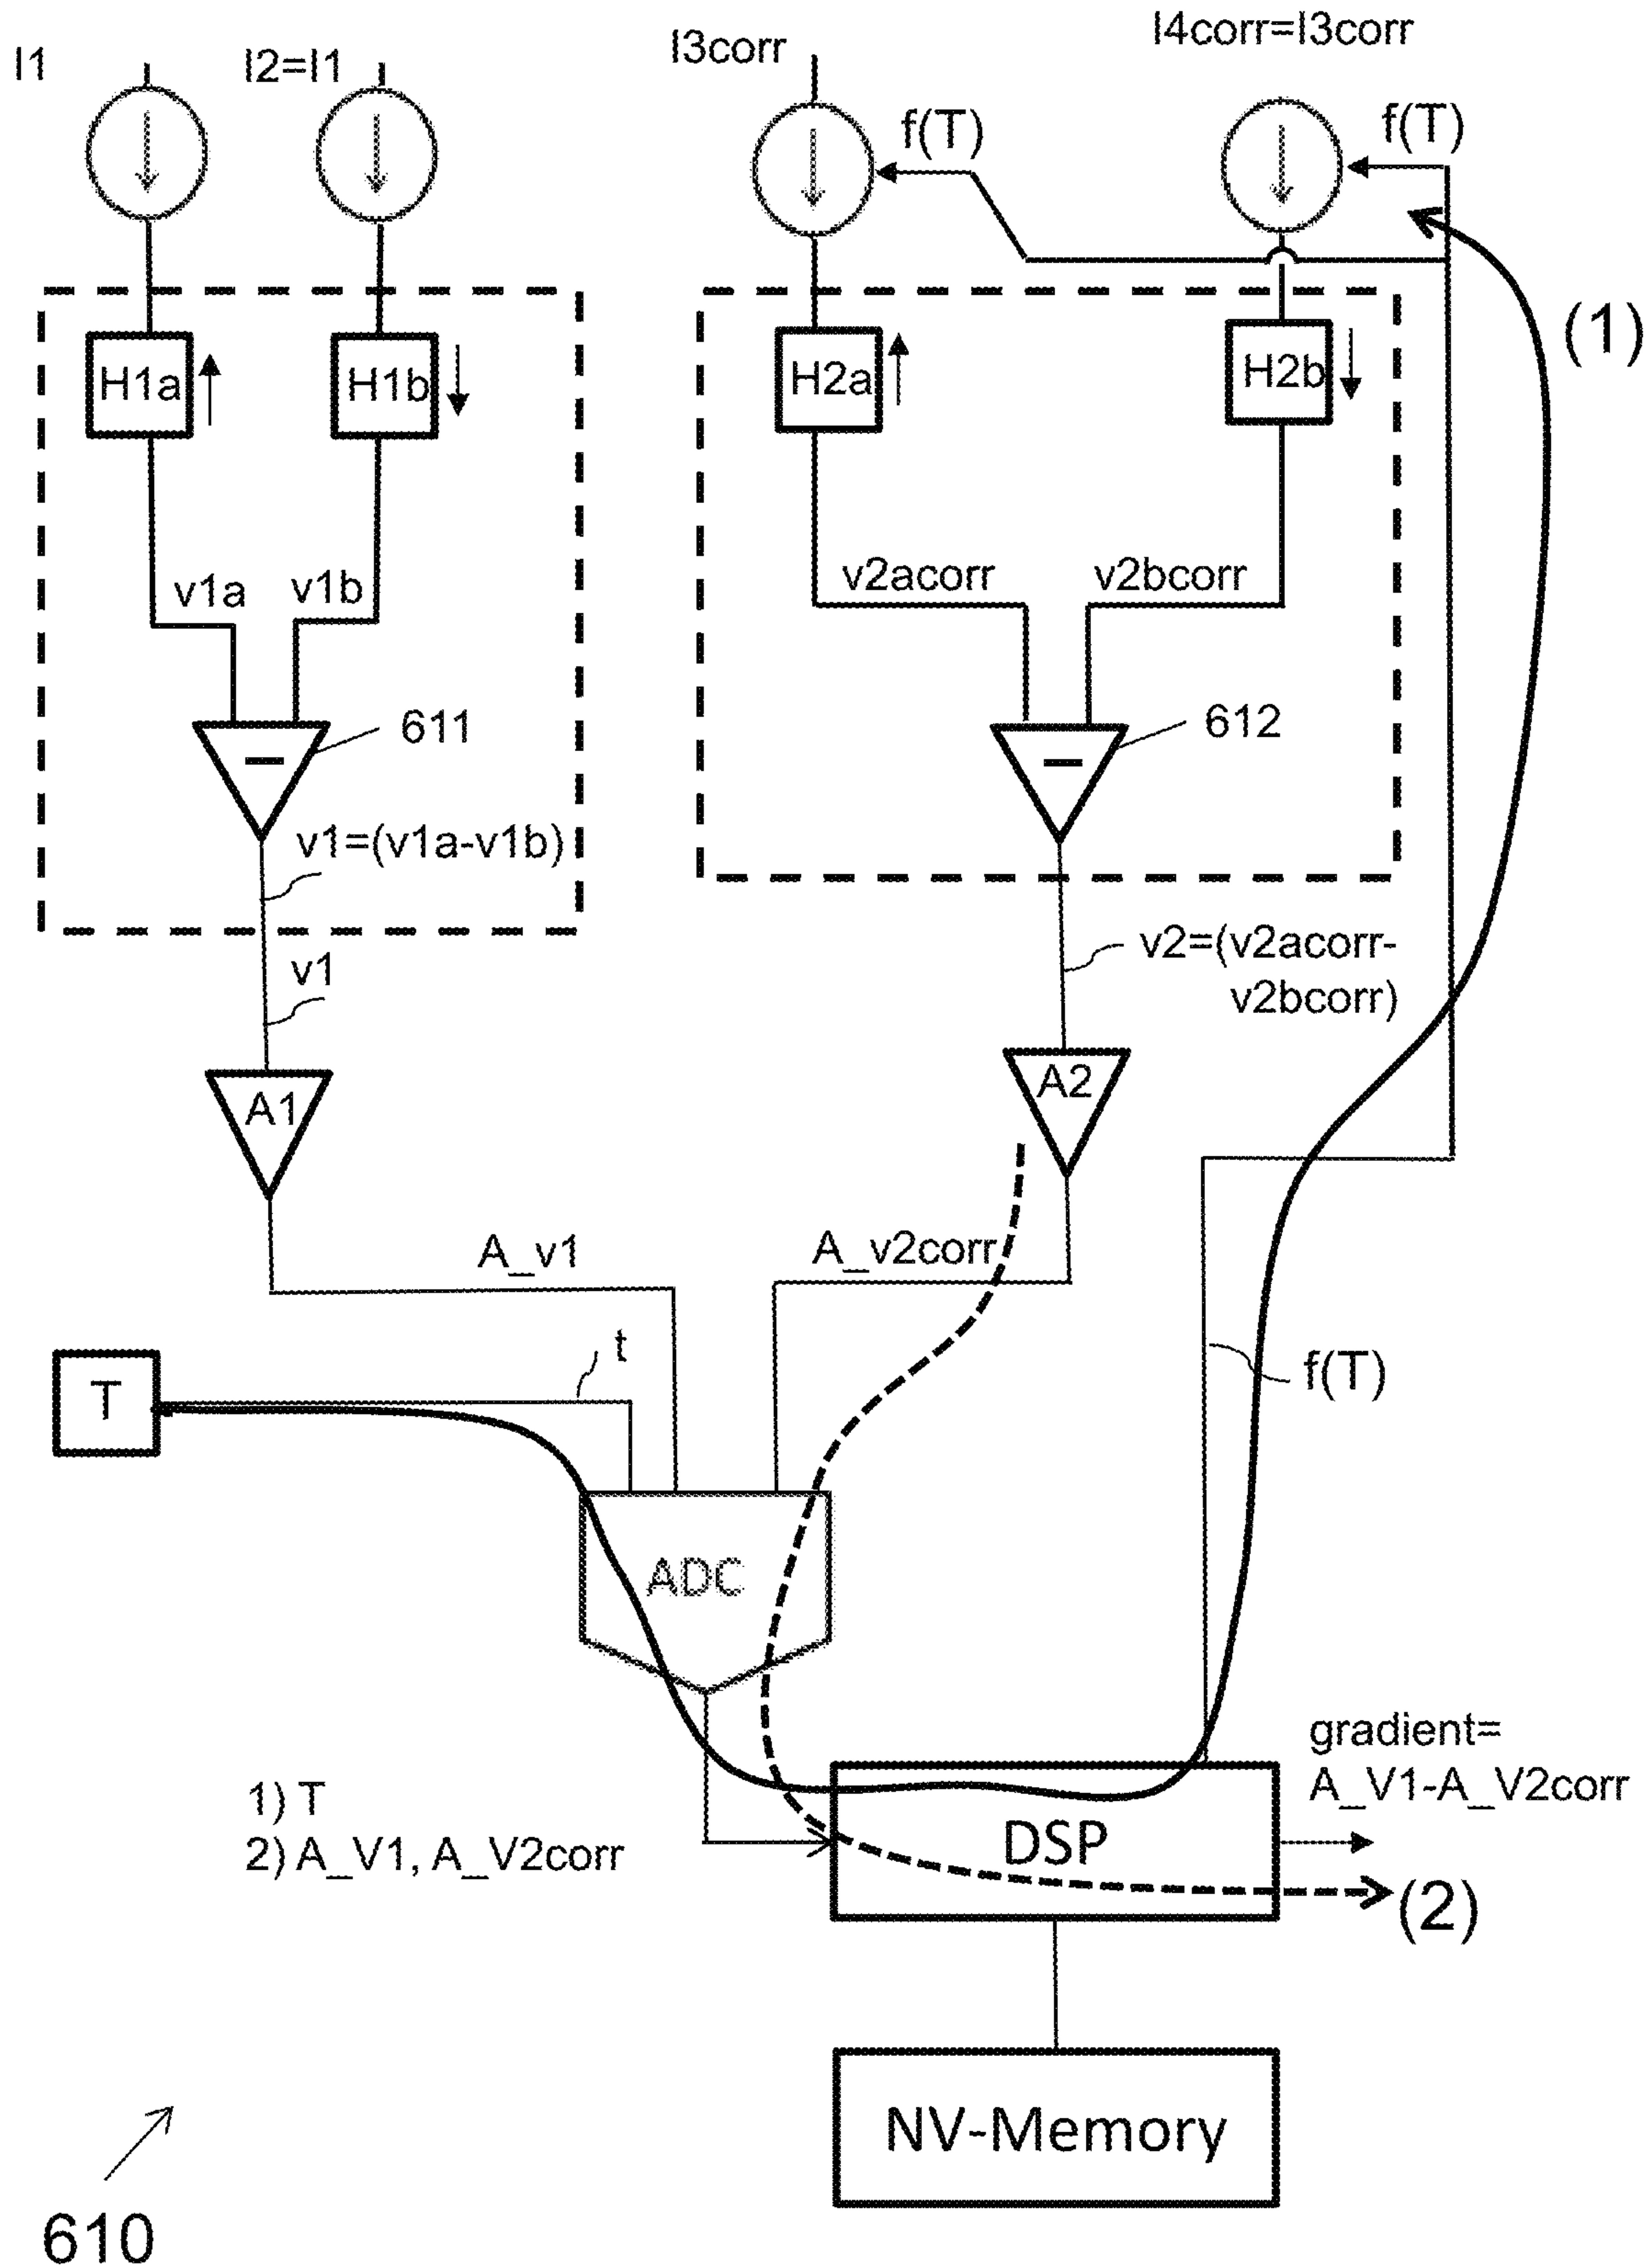 I1
I2=I1
I3corr
I4corr=I3corr
f(T)
f(T)
(1)
H1a
H1b
H2a
H2b
v1a
v1b
v2acorr
v2bcorr
611
612
v1=(v1a-v1b)
v1
v2=(v2acorr-
v2bcorr)
A1
A2
A_v1
A_v2corr
T
t
f(T)
ADC
gradient=
A_V1-A_V2corr
1) T
2) A_V1, A_V2corr
DSP
(2)
NV-Memory
610